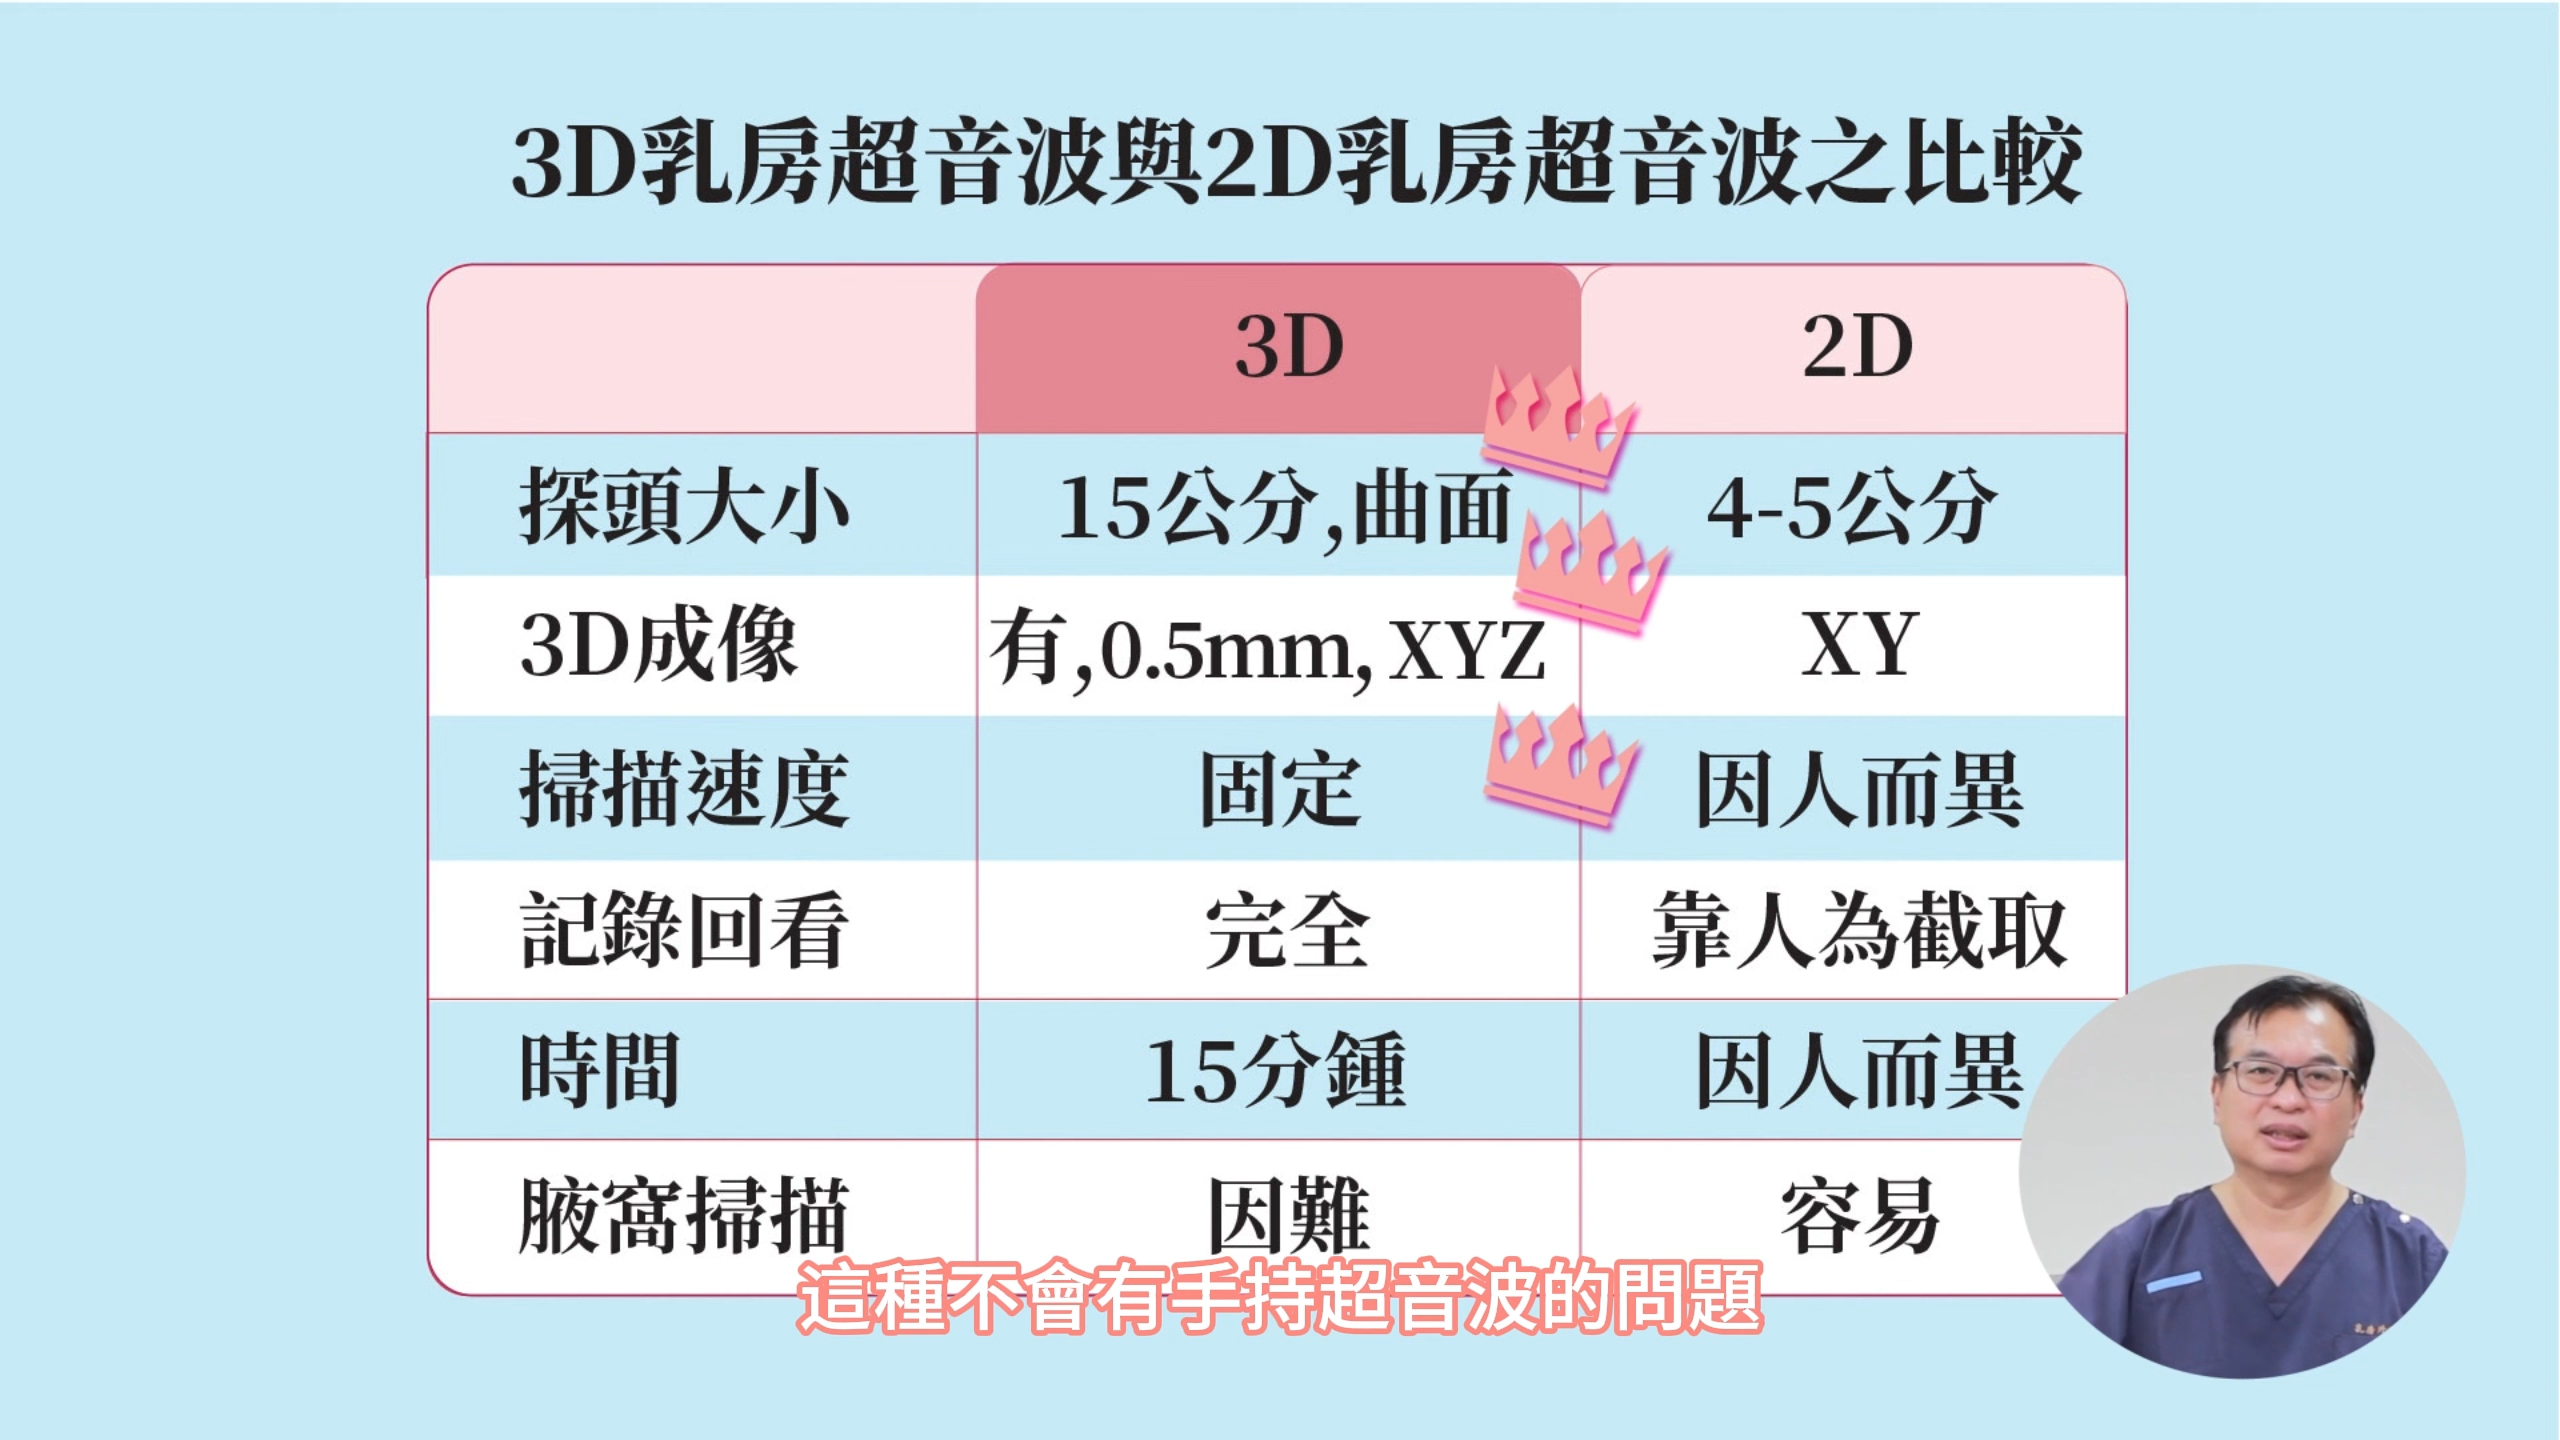 3D乳房超音波與2D乳房超音波之比較
3D 2D
探頭大小 15公分,曲面 4-5公分
3D成像 有,0.5mm, XYZ XY
掃描速度 固定 因人而異
記錄回看 完全 靠人為截取
時間 15分鍾 因人而異
腋窩掃描 因難 容易
這種不會有手持超音波的問題